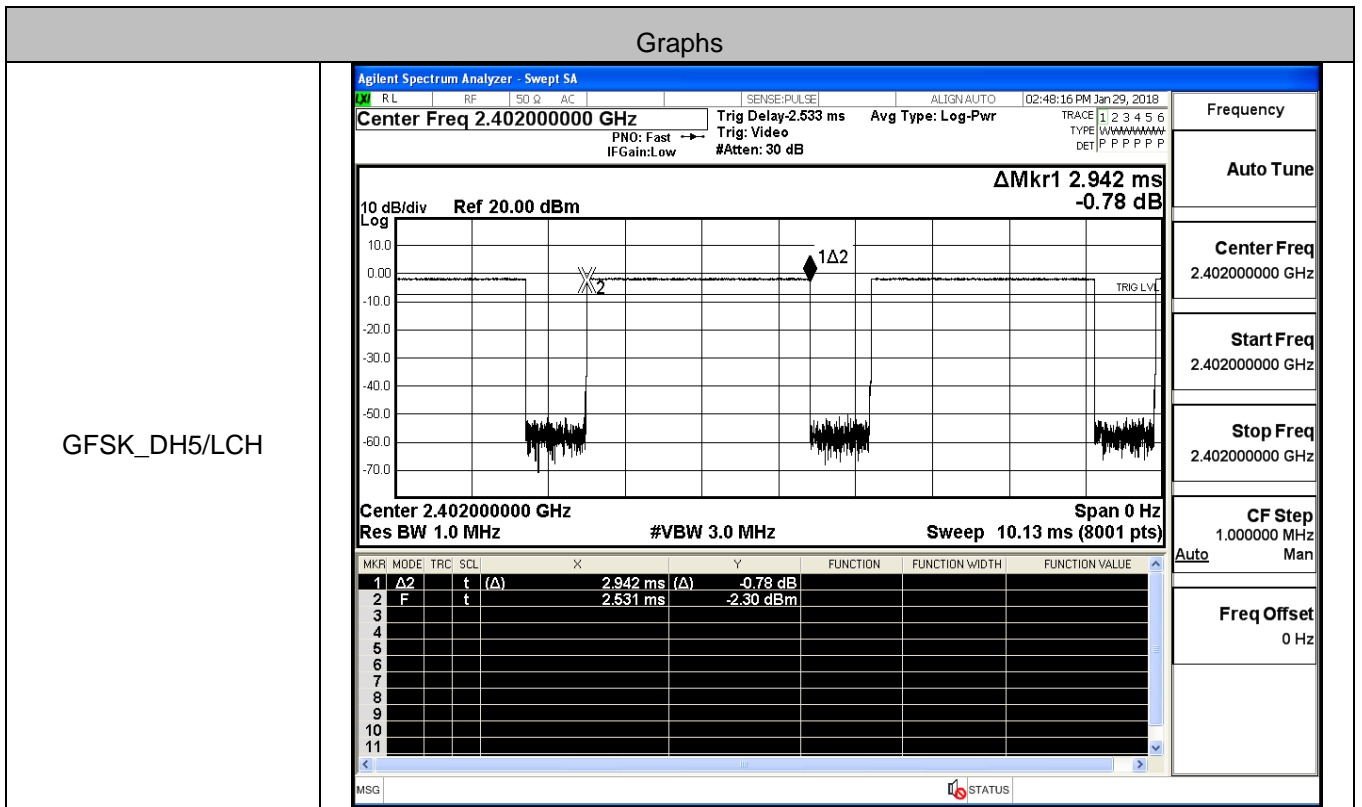 Graphs
GFSK_DH5/LCH
Agilent Spectrum Analyzer - Swept SA
LXI RL RF 50 Ω AC SENSE:PULSE ALIGN AUTO 02:48:16 PM Jan 29, 2018
Center Freq 2.402000000 GHz
PNO: Fast
IFGain:Low
Trig Delay-2.533 ms
Trig: Video
#Atten: 30 dB
Avg Type: Log-Pwr
TRACE 1 2 3 4 5 6
TYPE WWWWWW
DET P P P P P P
ΔMkr1 2.942 ms
-0.78 dB
10 dB/div Ref 20.00 dBm
Log
10.0
0.00
-10.0
-20.0
-30.0
-40.0
-50.0
-60.0
-70.0
1Δ2
2
TRIG LVL
Center 2.402000000 GHz Span 0 Hz
Res BW 1.0 MHz #VBW 3.0 MHz Sweep 10.13 ms (8001 pts)
MKR MODE TRC SCL X Y FUNCTION FUNCTION WIDTH FUNCTION VALUE
1 Δ2 t (Δ) 2.942 ms (Δ) -0.78 dB
2 F t 2.531 ms -2.30 dBm
3
4
5
6
7
8
9
10
11
MSG STATUS
Frequency
Auto Tune
Center Freq
2.402000000 GHz
Start Freq
2.402000000 GHz
Stop Freq
2.402000000 GHz
CF Step
1.000000 MHz
Auto Man
Freq Offset
0 Hz